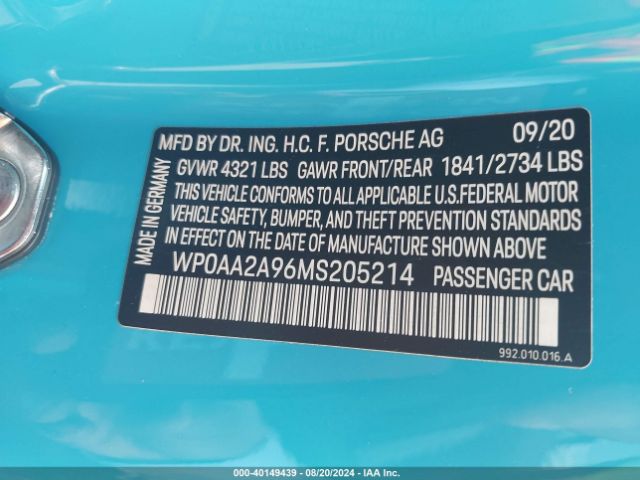 MFD BY DR. ING. H.C. F. PORSCHE AG 09/20
GVWR 4321 LBS GAWR FRONT/REAR 1841/2734 LBS
THIS VEHICLE CONFORMS TO ALL APPLICABLE U.S.FEDERAL MOTOR
VEHICLE SAFETY, BUMPER, AND THEFT PREVENTION STANDARDS
IN EFFECT ON THE DATE OF MANUFACTURE SHOWN ABOVE
WP0AA2A96MS205214 PASSENGER CAR
MADE IN GERMANY
992.010.016.A
000-40149439 - 08/20/2024 - IAAI.COM